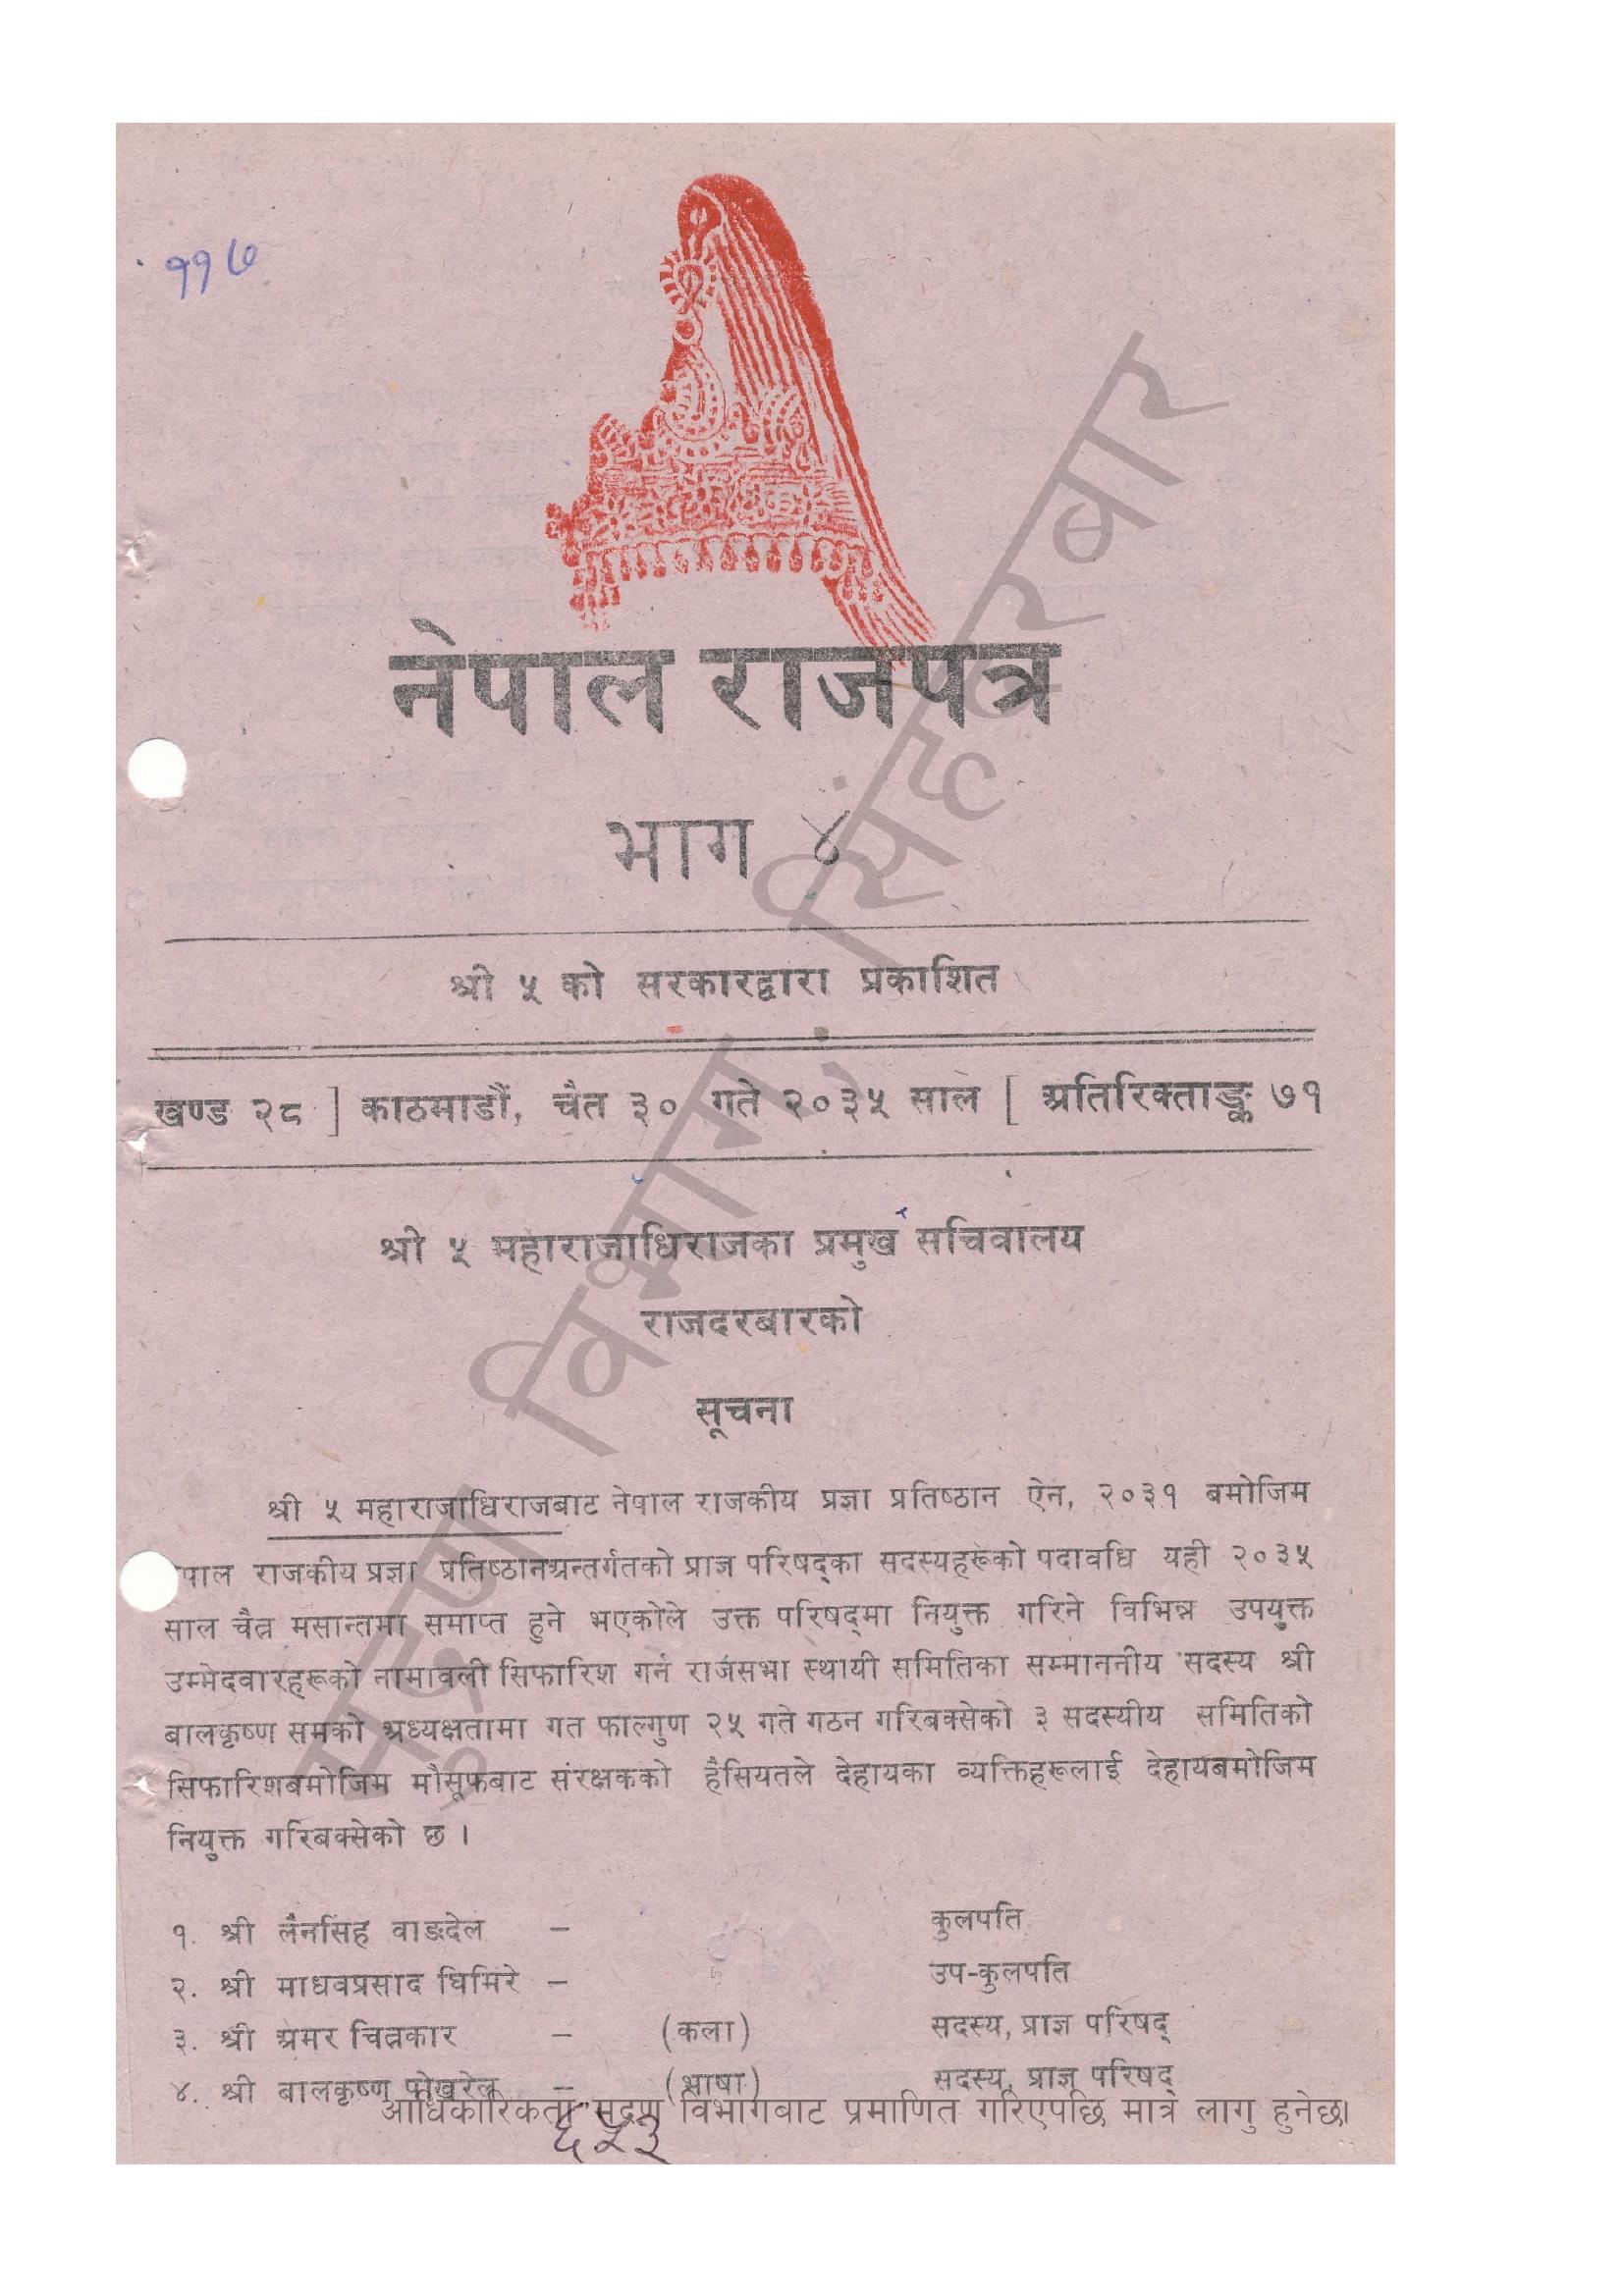 ११७
नेपाल राजपत्र
भाग ४
श्री ५ को सरकारद्वारा प्रकाशित
खण्ड २८ ] काठमाडौं, चैत ३० गते २०३५ साल [ अतिरिक्ताङ्क ७१
श्री ५ महाराजाधिराजका प्रमुख सचिवालय
राजदरबारको
सूचना
श्री ५ महाराजाधिराजबाट नेपाल राजकीय प्रज्ञा प्रतिष्ठान ऐन, २०३१ बमोजिम
पाल राजकीय प्रज्ञा प्रतिष्ठानअन्तर्गतको प्राज्ञ परिषद्का सदस्यहरूको पदावधि यही २०३५
साल चैत्र मसान्तमा समाप्त हुने भएकोले उक्त परिषद्मा नियुक्त गरिने विभिन्न उपयुक्त
उम्मेदवारहरूको नामावली सिफारिश गर्न राजसभा स्थायी समितिका सम्माननीय सदस्य श्री
बालकृष्ण समको अध्यक्षतामा गत फाल्गुण २५ गते गठन गरिबक्सेको ३ सदस्यीय समितिको
सिफारिशबमोजिम मौसूफबाट संरक्षकको हैसियतले देहायका व्यक्तिहरूलाई देहायबमोजिम
नियुक्त गरिबक्सेको छ ।
१. श्री लैनसिंह वाङदेल – कुलपति
२. श्री माधवप्रसाद घिमिरे – उप-कुलपति
३. श्री अमर चित्रकार – (कला) सदस्य, प्राज्ञ परिषद्
४. श्री बालकृष्ण पोखरेल – (भाषा) सदस्य, प्राज्ञ परिषद्
आधिकारिकता मुद्रण विभागबाट प्रमाणित गरिएपछि मात्र लागु हुनेछ।
६५३
मुद्रण विभाग, सिंहदरबार